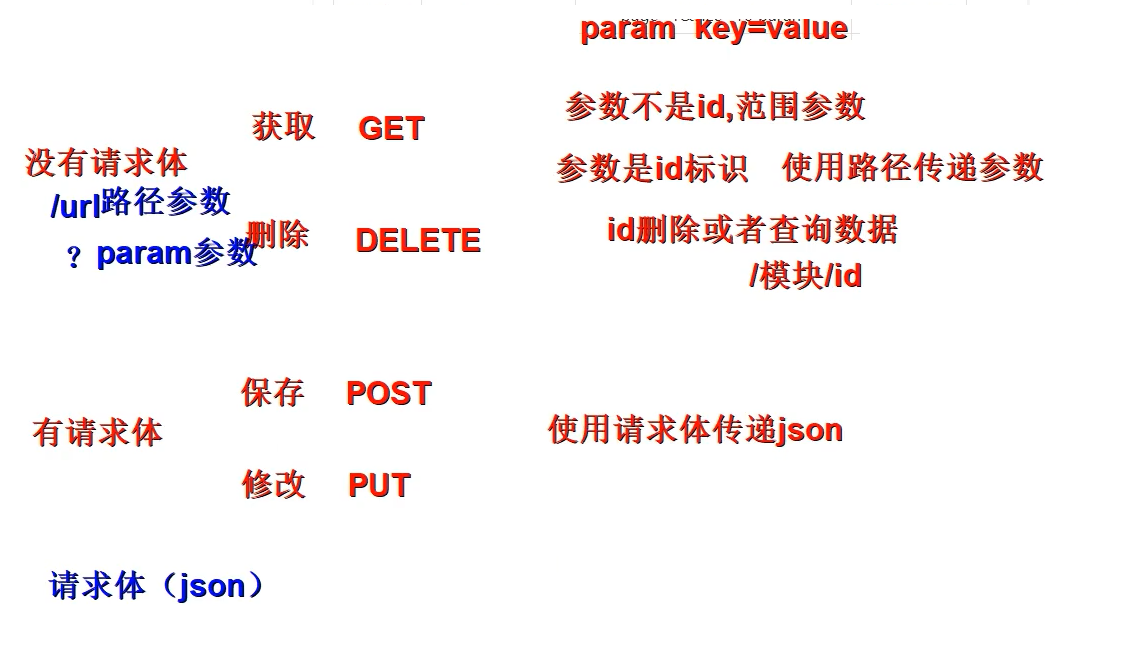 param key=value
参数不是id,范围参数
获取 GET
没有请求体
参数是id标识 使用路径传递参数
/url路径参数
删除 DELETE
id删除或者查询数据
？param参数
/模块/id
保存 POST
有请求体
使用请求体传递json
修改 PUT
请求体（json）